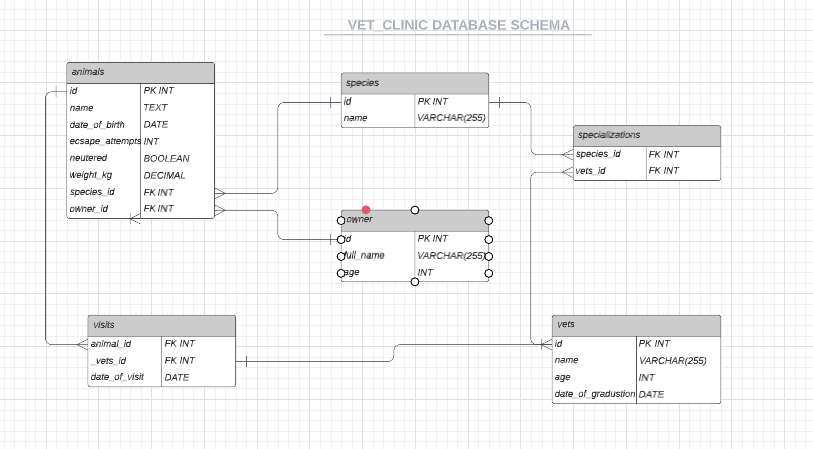 VET_CLINIC DATABASE SCHEMA
animals
id PK INT
name TEXT
date_of_birth DATE
ecsape_attempts INT
neutered BOOLEAN
weight_kg DECIMAL
species_id FK INT
owner_id FK INT
species
id PK INT
name VARCHAR(255)
specializations
species_id FK INT
vets_id FK INT
owner
id PK INT
full_name VARCHAR(255)
age INT
visits
animal_id FK INT
_vets_id FK INT
date_of_visit DATE
vets
id PK INT
name VARCHAR(255)
age INT
date_of_gradustion DATE